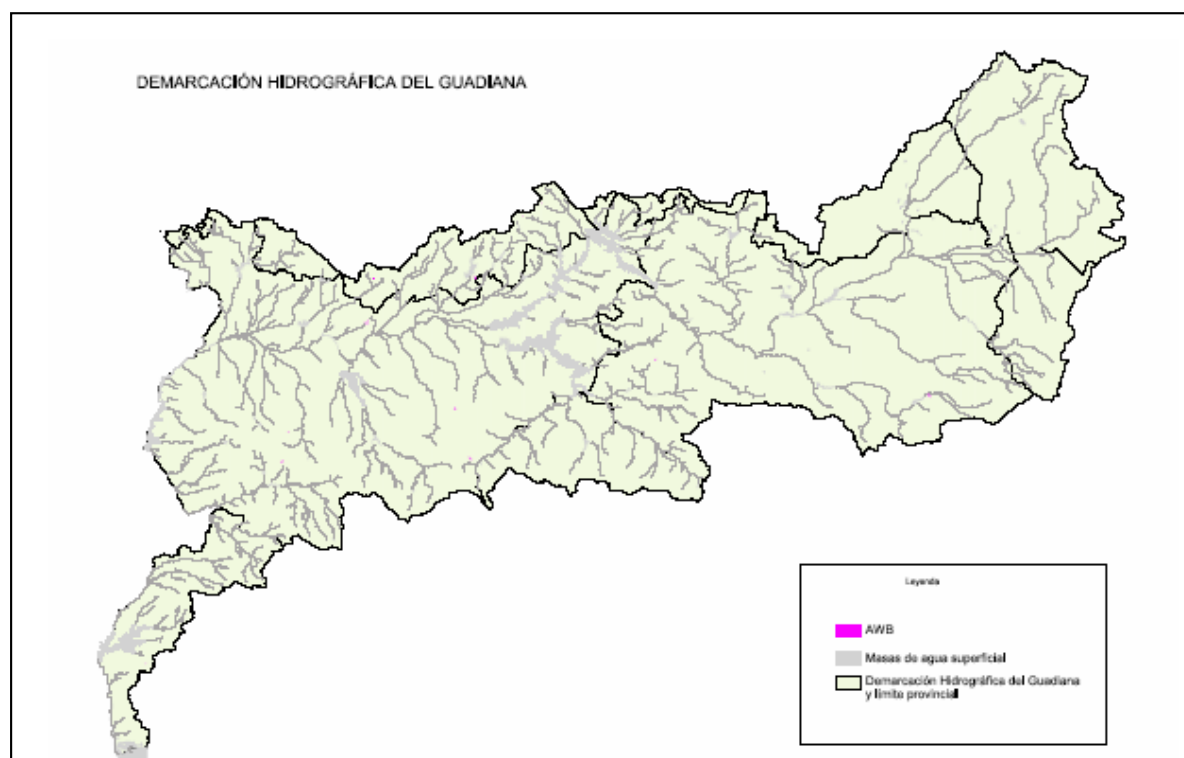 DEMARCACIÓN HIDROGRÁFICA DEL GUADIANA
Leyenda
AWB
Masas de agua superficial
Demarcación Hidrográfica del Guadiana
y límite provincial